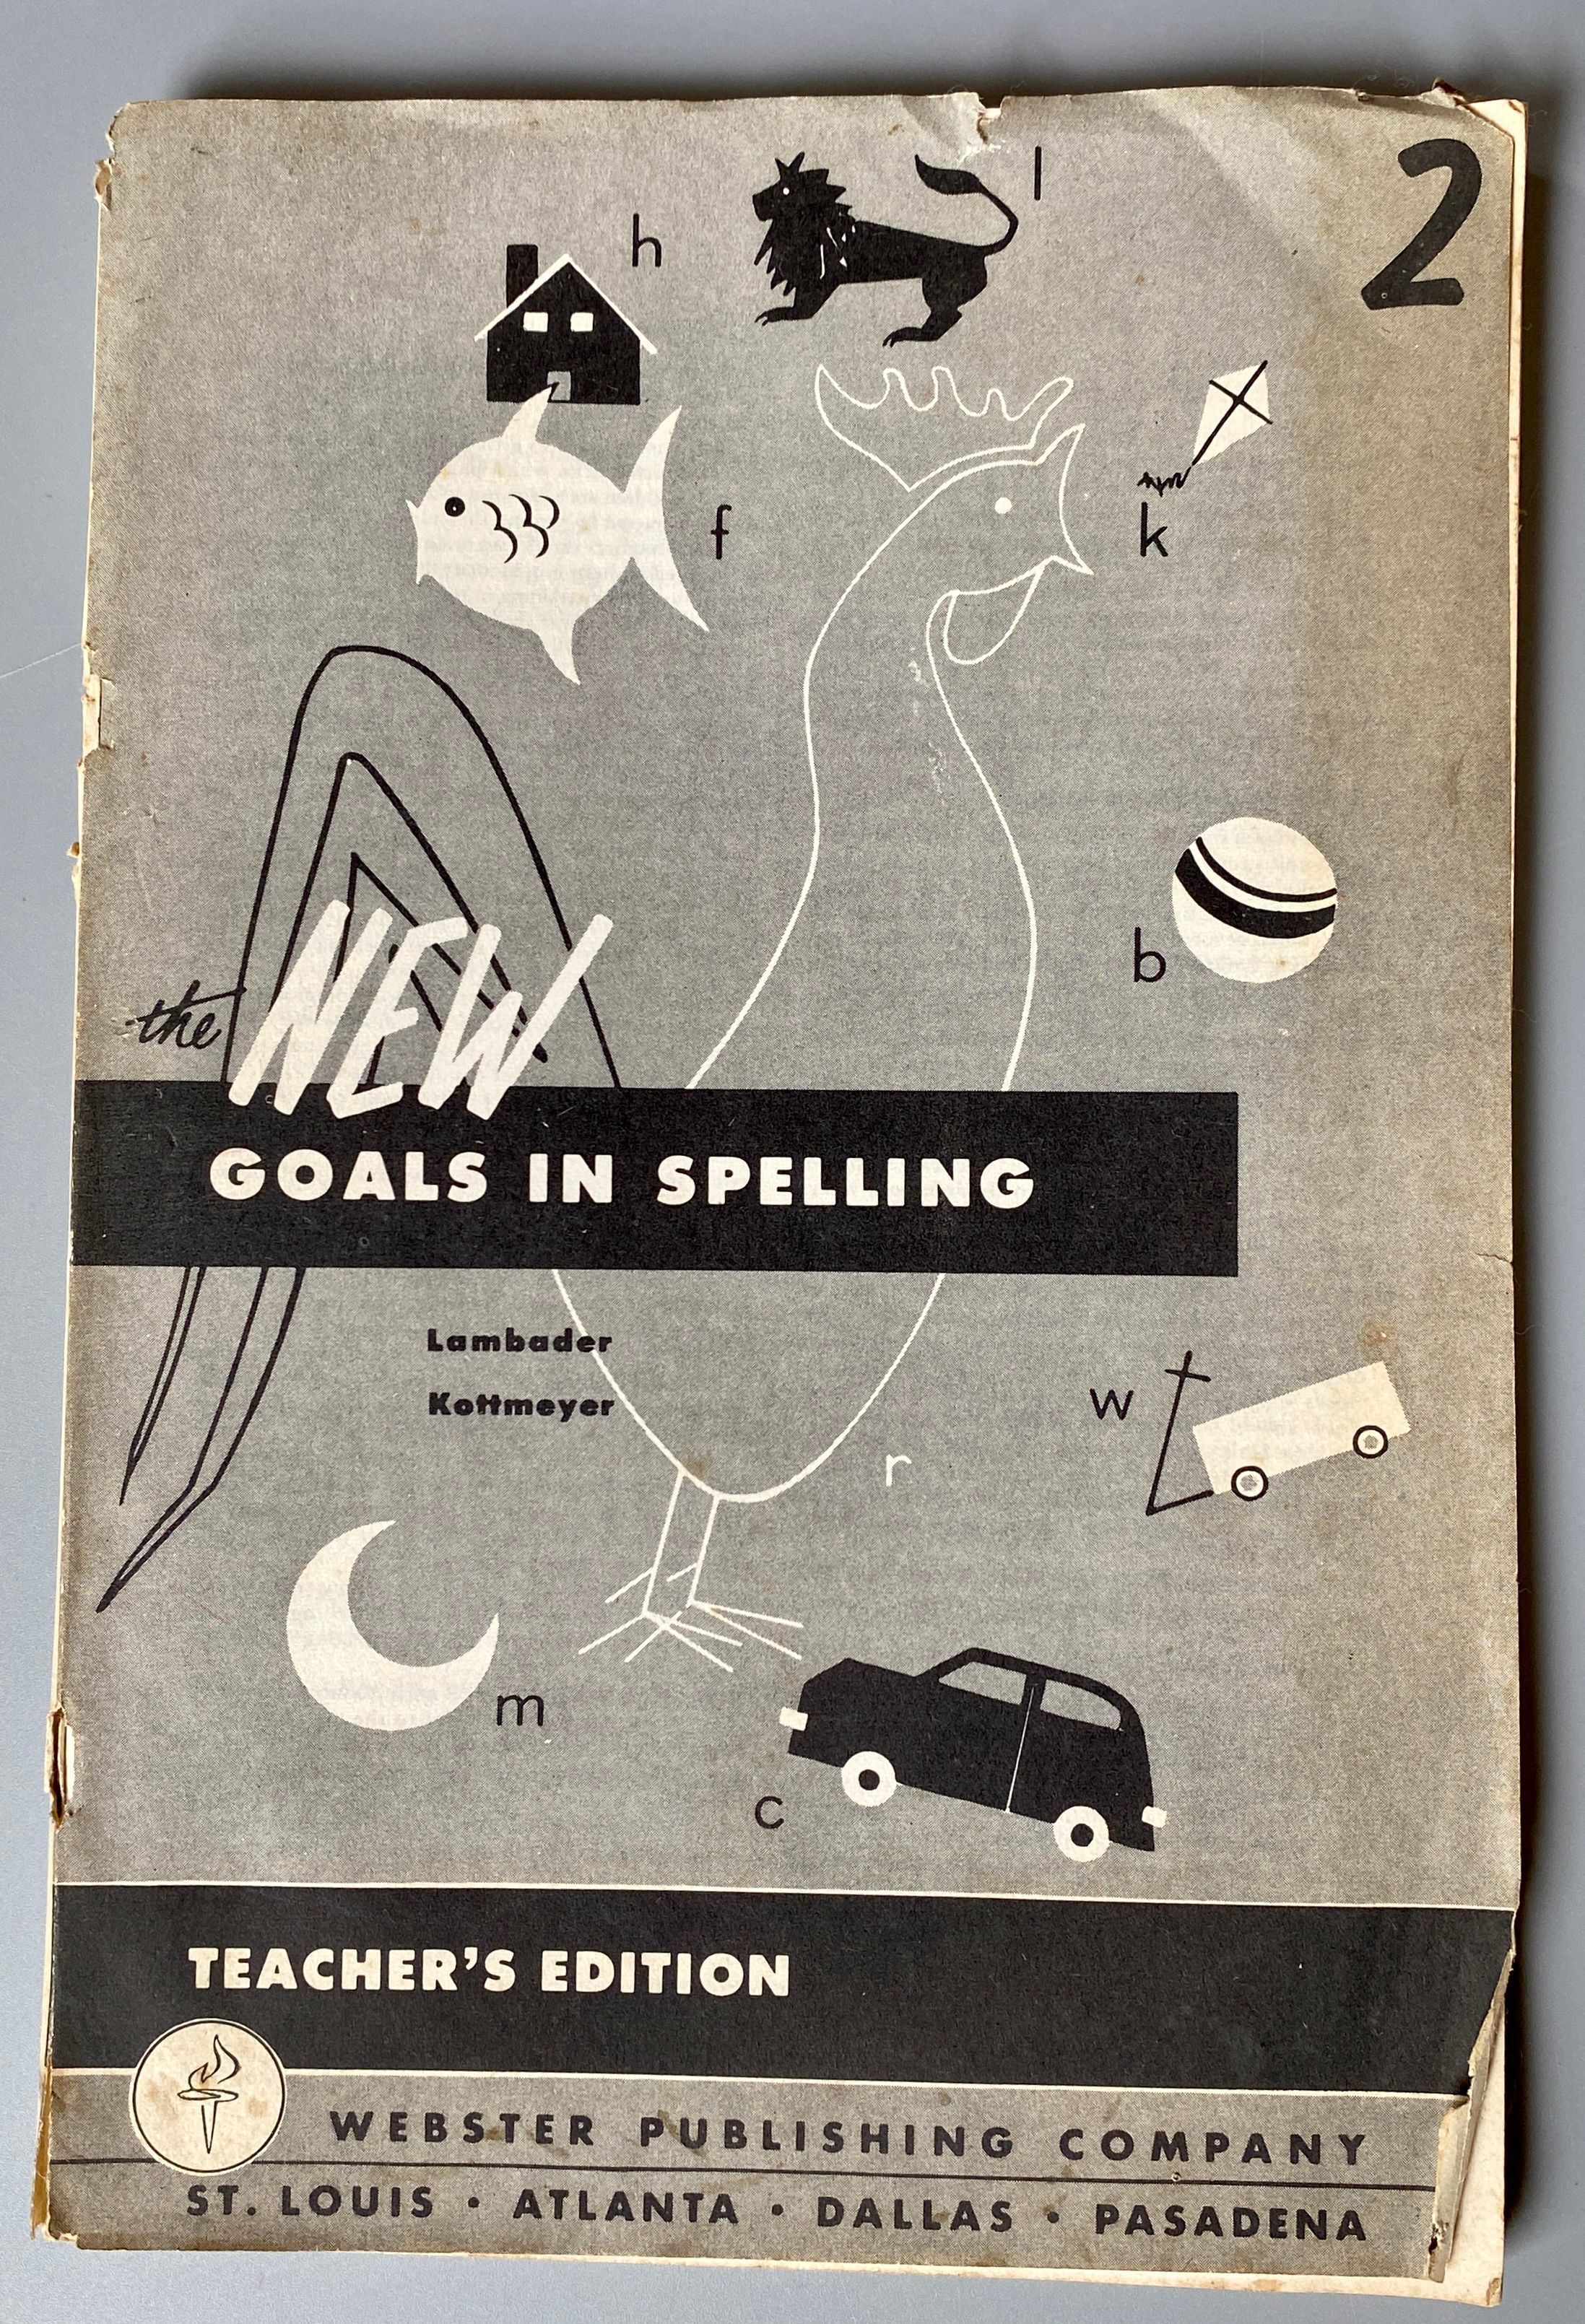 2
l
h
k
f
b
the NEW
GOALS IN SPELLING
Lambader
Kottmeyer
w
r
m
c
TEACHER'S EDITION
WEBSTER PUBLISHING COMPANY
ST. LOUIS • ATLANTA • DALLAS • PASADENA